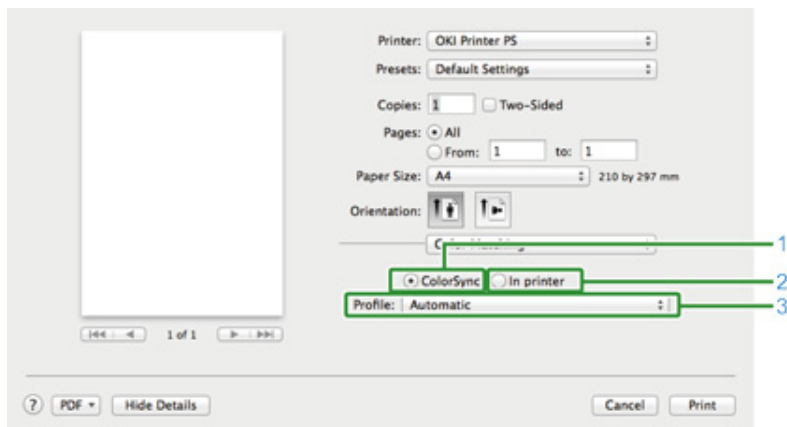 Printer: OKI Printer PS
Presets: Default Settings
Copies: 1 Two-Sided
Pages: All
From: 1 to: 1
Paper Size: A4 210 by 297 mm
Orientation:
Color Matching
1
ColorSync In printer 2
Profile: Automatic 3
1 of 1
? PDF Hide Details Cancel Print